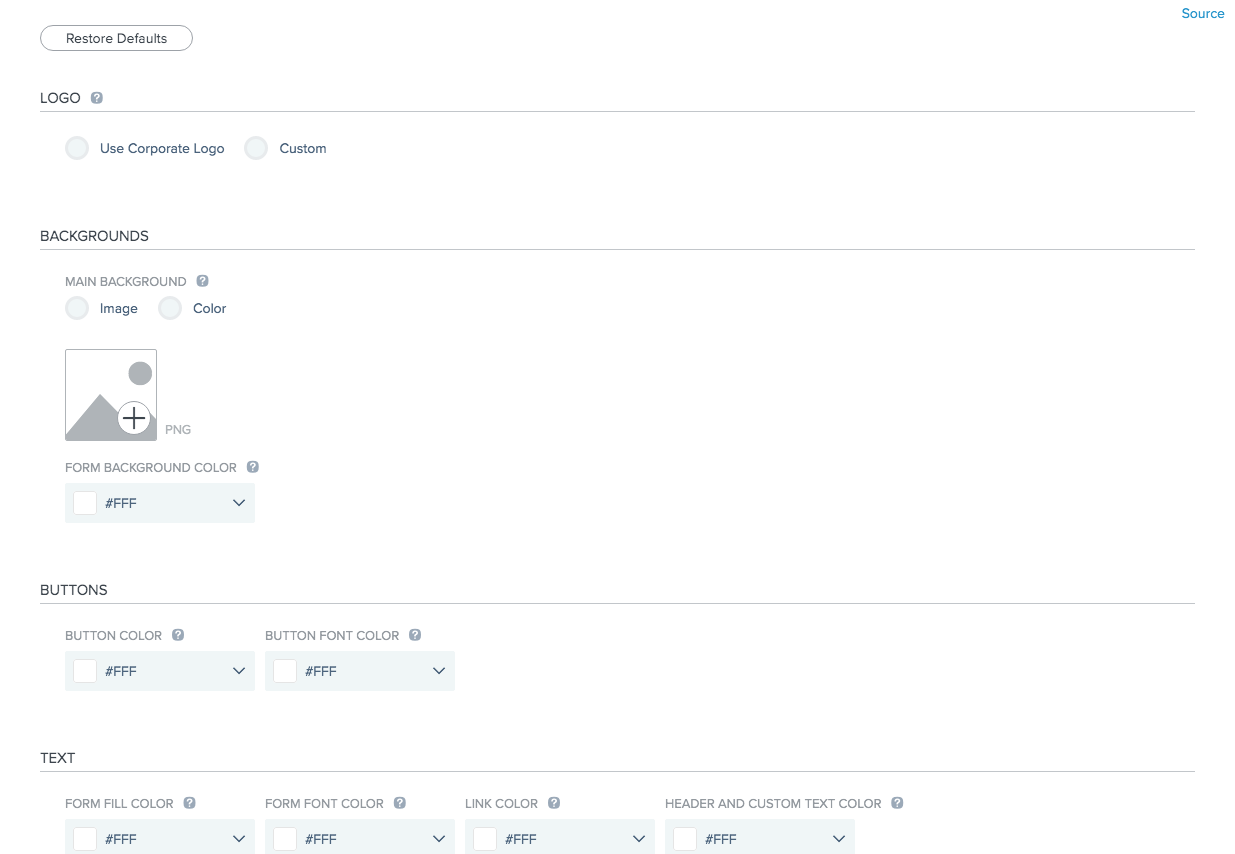 Source
Restore Defaults
LOGO ?
Use Corporate Logo Custom
BACKGROUNDS
MAIN BACKGROUND ?
Image Color
PNG
FORM BACKGROUND COLOR ?
#FFF
BUTTONS
BUTTON COLOR ? BUTTON FONT COLOR ?
#FFF #FFF
TEXT
FORM FILL COLOR ? FORM FONT COLOR ? LINK COLOR ? HEADER AND CUSTOM TEXT COLOR ?
#FFF #FFF #FFF #FFF